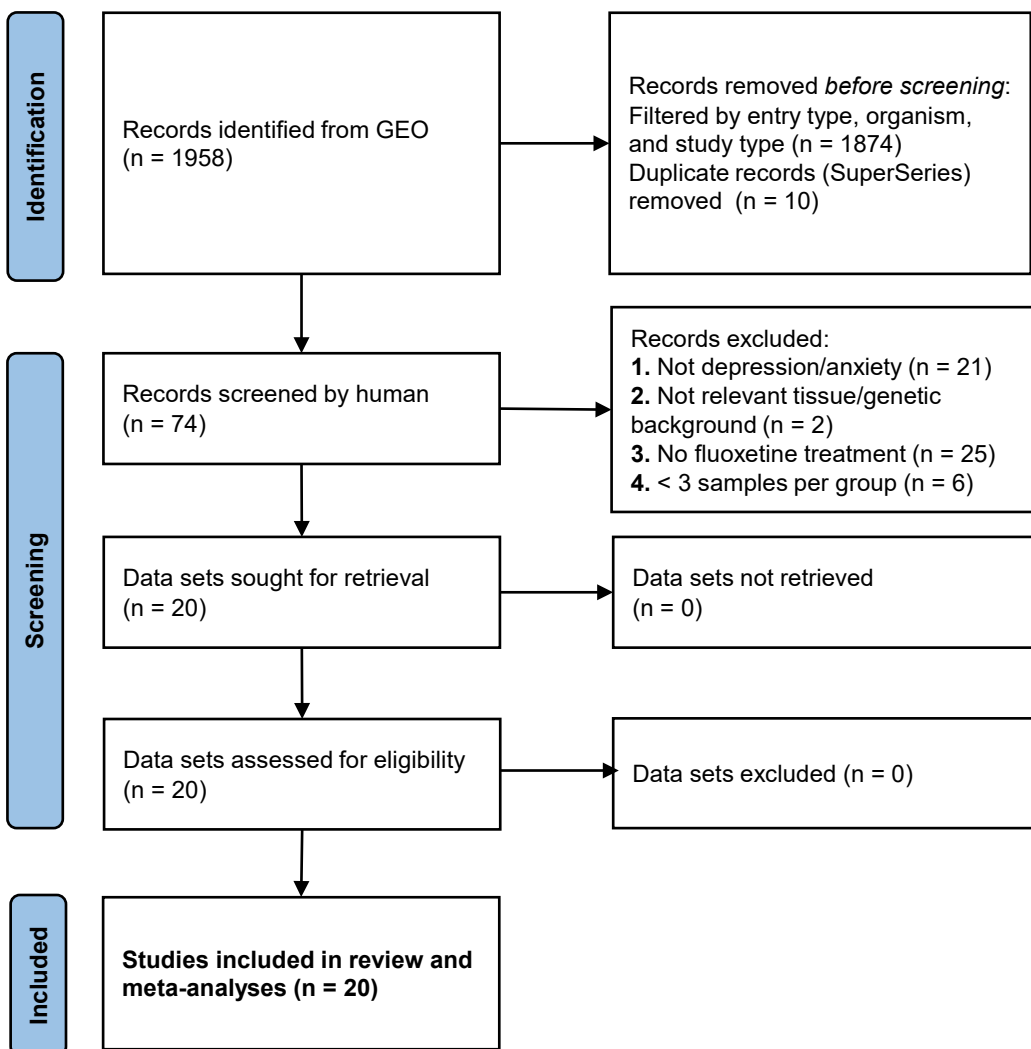 Identification
Records identified from GEO
(n = 1958)
Records removed before screening:
Filtered by entry type, organism,
and study type (n = 1874)
Duplicate records (SuperSeries)
removed  (n = 10)
Screening
Records screened by human
(n = 74)
Records excluded:
1. Not depression/anxiety (n = 21)
2. Not relevant tissue/genetic
background (n = 2)
3. No fluoxetine treatment (n = 25)
4. < 3 samples per group (n = 6)
Data sets sought for retrieval
(n = 20)
Data sets not retrieved
(n = 0)
Data sets assessed for eligibility
(n = 20)
Data sets excluded (n = 0)
Included
Studies included in review and
meta-analyses (n = 20)